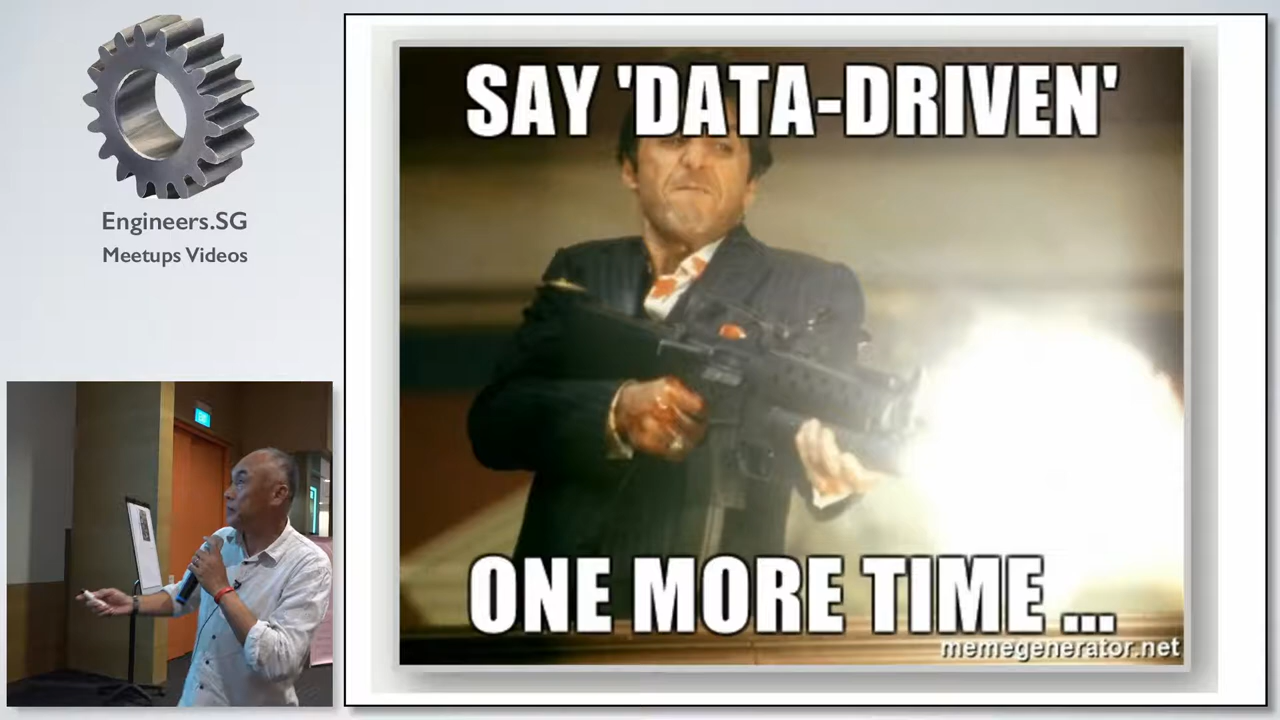 Engineers.SG
Meetups Videos
SAY 'DATA-DRIVEN'
ONE MORE TIME ...
memegenerator.net